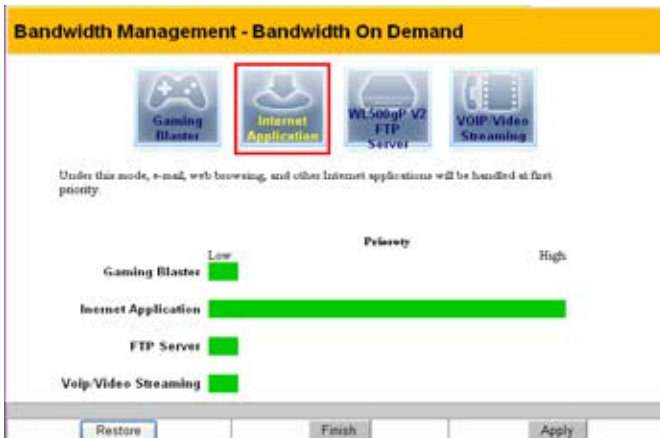 Bandwidth Management - Bandwidth On Demand
Gaming Blaster
Internet Application
WL500gP V2 FTP Server
VOIP/Video Streaming
Under this mode, e-mail, web browsing, and other Internet applications will be handled at first
priority.
Priority
Low
High
Gaming Blaster
Inernet Application
FTP Server
Voip/Video Streaming
Restore
Finish
Apply